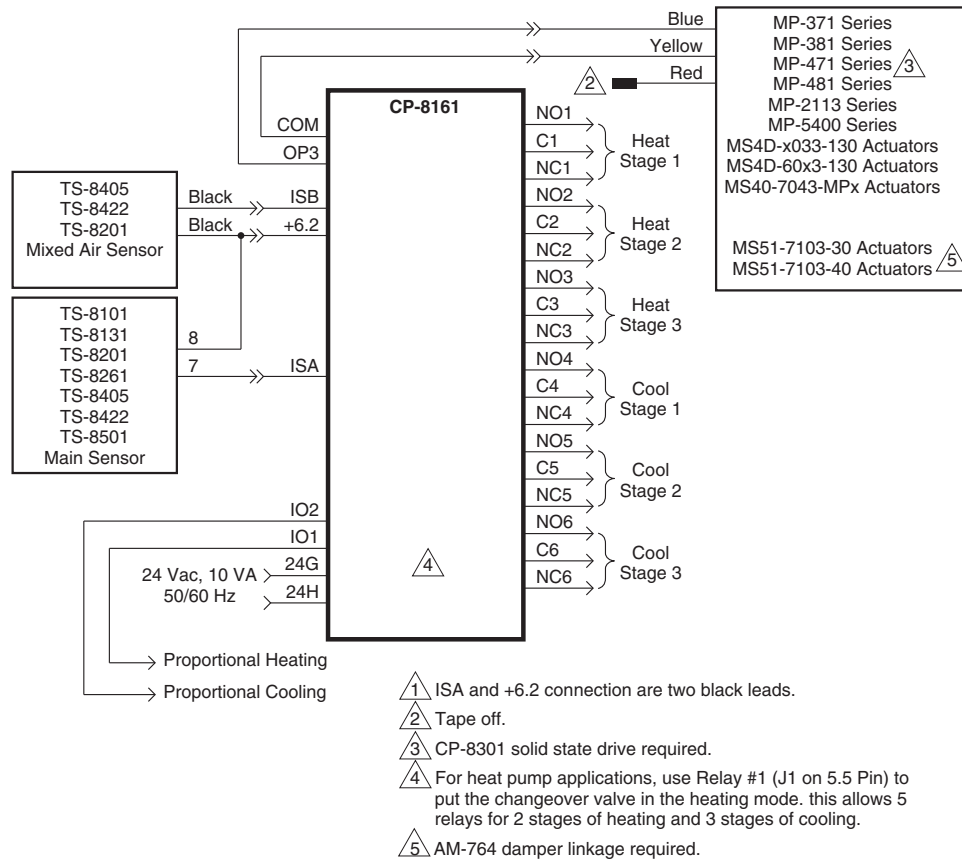 Blue
Yellow
Red
2
MP-371 Series
MP-381 Series
MP-471 Series
3
MP-481 Series
MP-2113 Series
MP-5400 Series
MS4D-x033-130 Actuators
MS4D-60x3-130 Actuators
MS40-7043-MPx Actuators
MS51-7103-30 Actuators
MS51-7103-40 Actuators
5
CP-8161
COM
OP3
ISB
+6.2
ISA
IO2
IO1
24G
24H
4
TS-8405
TS-8422
TS-8201
Mixed Air Sensor
Black
Black
TS-8101
TS-8131
TS-8201
TS-8261
TS-8405
TS-8422
TS-8501
Main Sensor
8
7
NO1
C1
NC1
Heat
Stage 1
NO2
C2
NC2
Heat
Stage 2
NO3
C3
NC3
Heat
Stage 3
NO4
C4
NC4
Cool
Stage 1
NO5
C5
NC5
Cool
Stage 2
NO6
C6
NC6
Cool
Stage 3
24 Vac, 10 VA
50/60 Hz
Proportional Heating
Proportional Cooling
1 ISA and +6.2 connection are two black leads.
2 Tape off.
3 CP-8301 solid state drive required.
4 For heat pump applications, use Relay #1 (J1 on 5.5 Pin) to
put the changeover valve in the heating mode. this allows 5
relays for 2 stages of heating and 3 stages of cooling.
5 AM-764 damper linkage required.